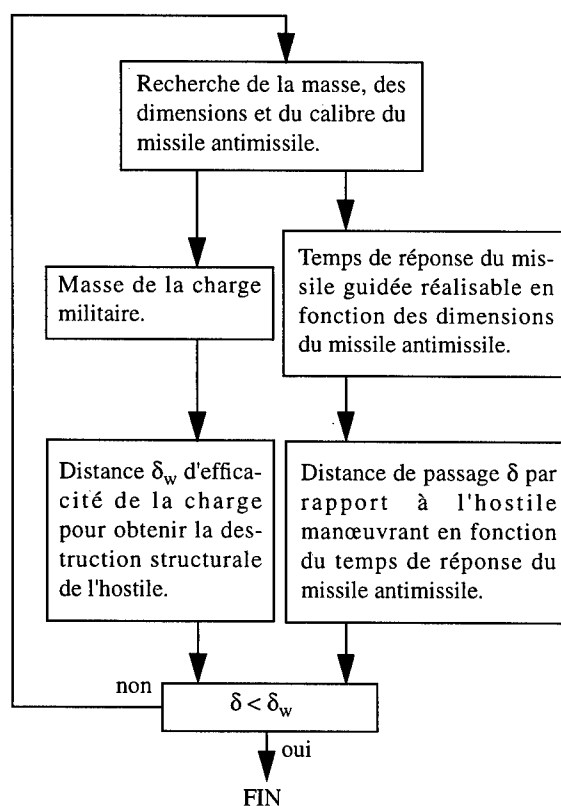 Recherche de la masse, des
dimensions et du calibre du
missile antimissile.
Masse de la charge
militaire.
Temps de réponse du mis-
sile guidée réalisable en
fonction des dimensions
du missile antimissile.
Distance δw d'effica-
cité de la charge
pour obtenir la des-
truction structurale
de l'hostile.
Distance de passage δ par
rapport à l'hostile
manœuvrant en fonction
du temps de réponse du
missile antimissile.
non
δ < δw
oui
FIN